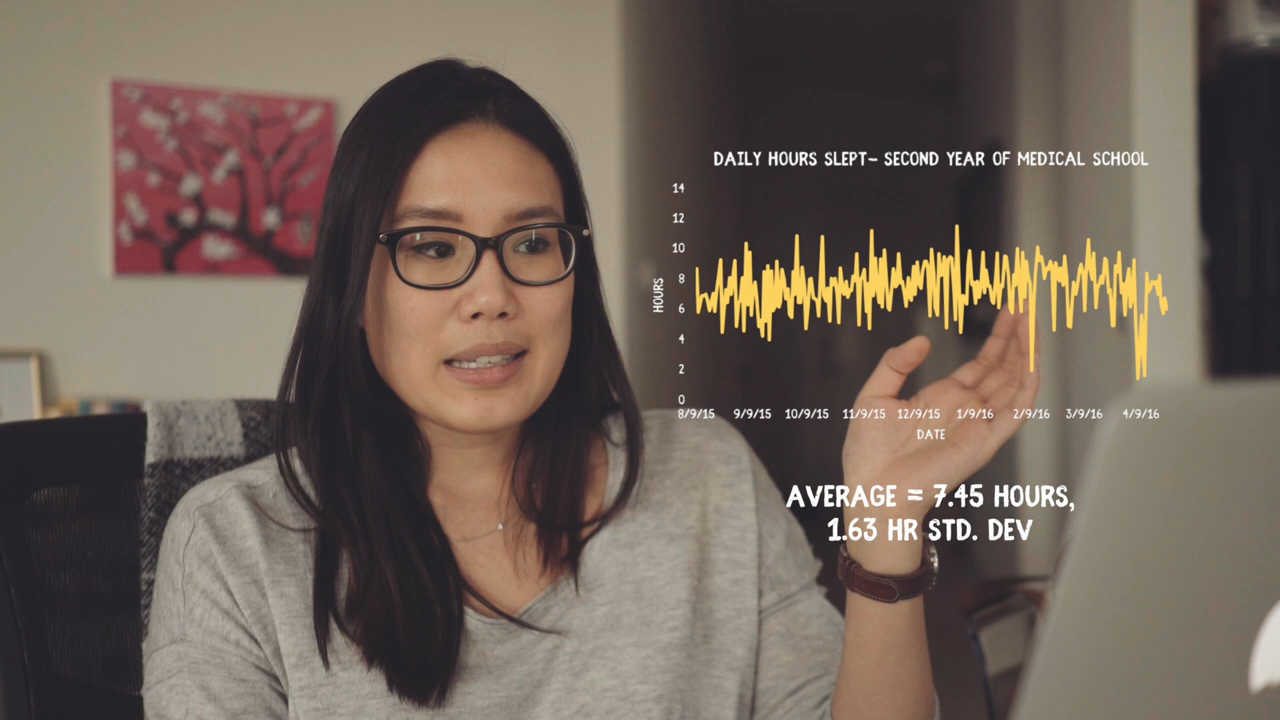 DAILY HOURS SLEPT- SECOND YEAR OF MEDICAL SCHOOL
14
12
10
8
6
4
2
0
HOURS
8/9/15 9/9/15 10/9/15 11/9/15 12/9/15 1/9/16 2/9/16 3/9/16 4/9/16
DATE
AVERAGE = 7.45 HOURS,
1.63 HR STD. DEV